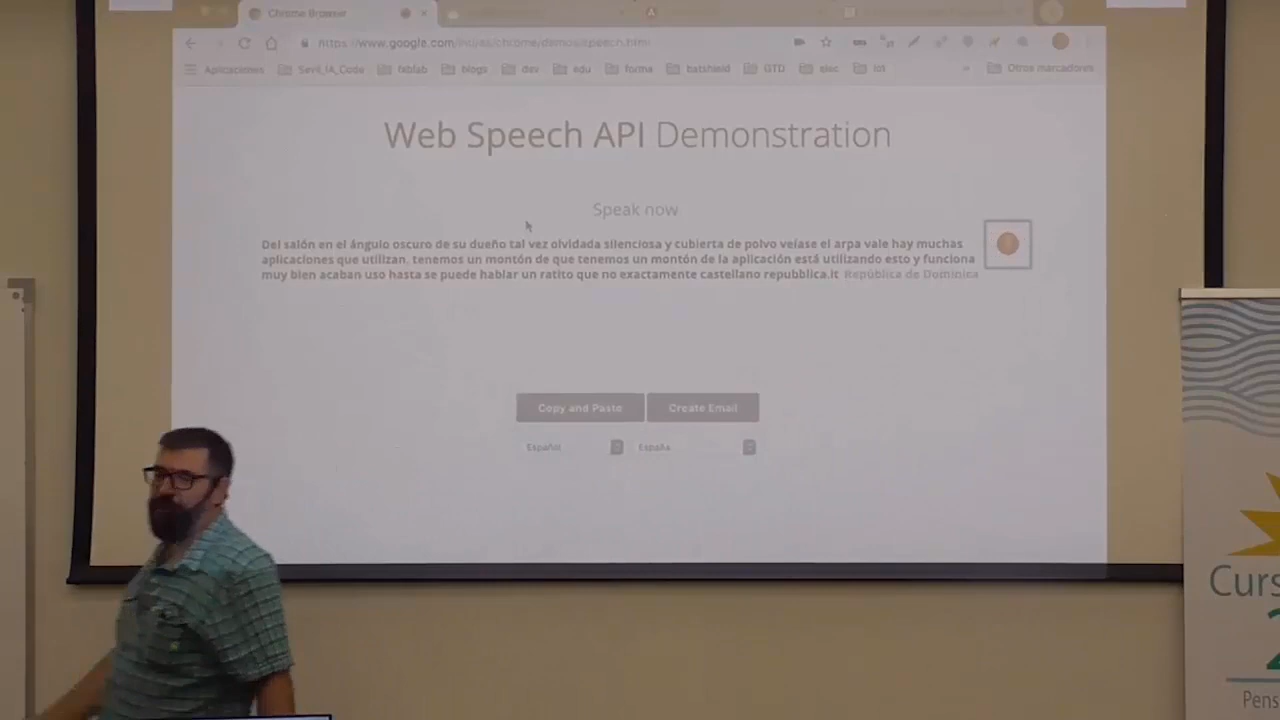 Chrome Browser
https://www.google.com/intl/es/chrome/demos/speech.html
Aplicaciones Sevil_IA_Code fablab blogs dev edu forma batshield GTD elec iot » Otros marcadores
Web Speech API Demonstration
Speak now
Del salón en el ángulo oscuro de su dueño tal vez olvidada silenciosa y cubierta de polvo veíase el arpa vale hay muchas
aplicaciones que utilizan. tenemos un montón de que tenemos un montón de la aplicación está utilizando esto y funciona
muy bien acaban uso hasta se puede hablar un ratito que no exactamente castellano repubblica.it República de Dominica
Copy and Paste Create Email
Español España
Curs
2
Pens